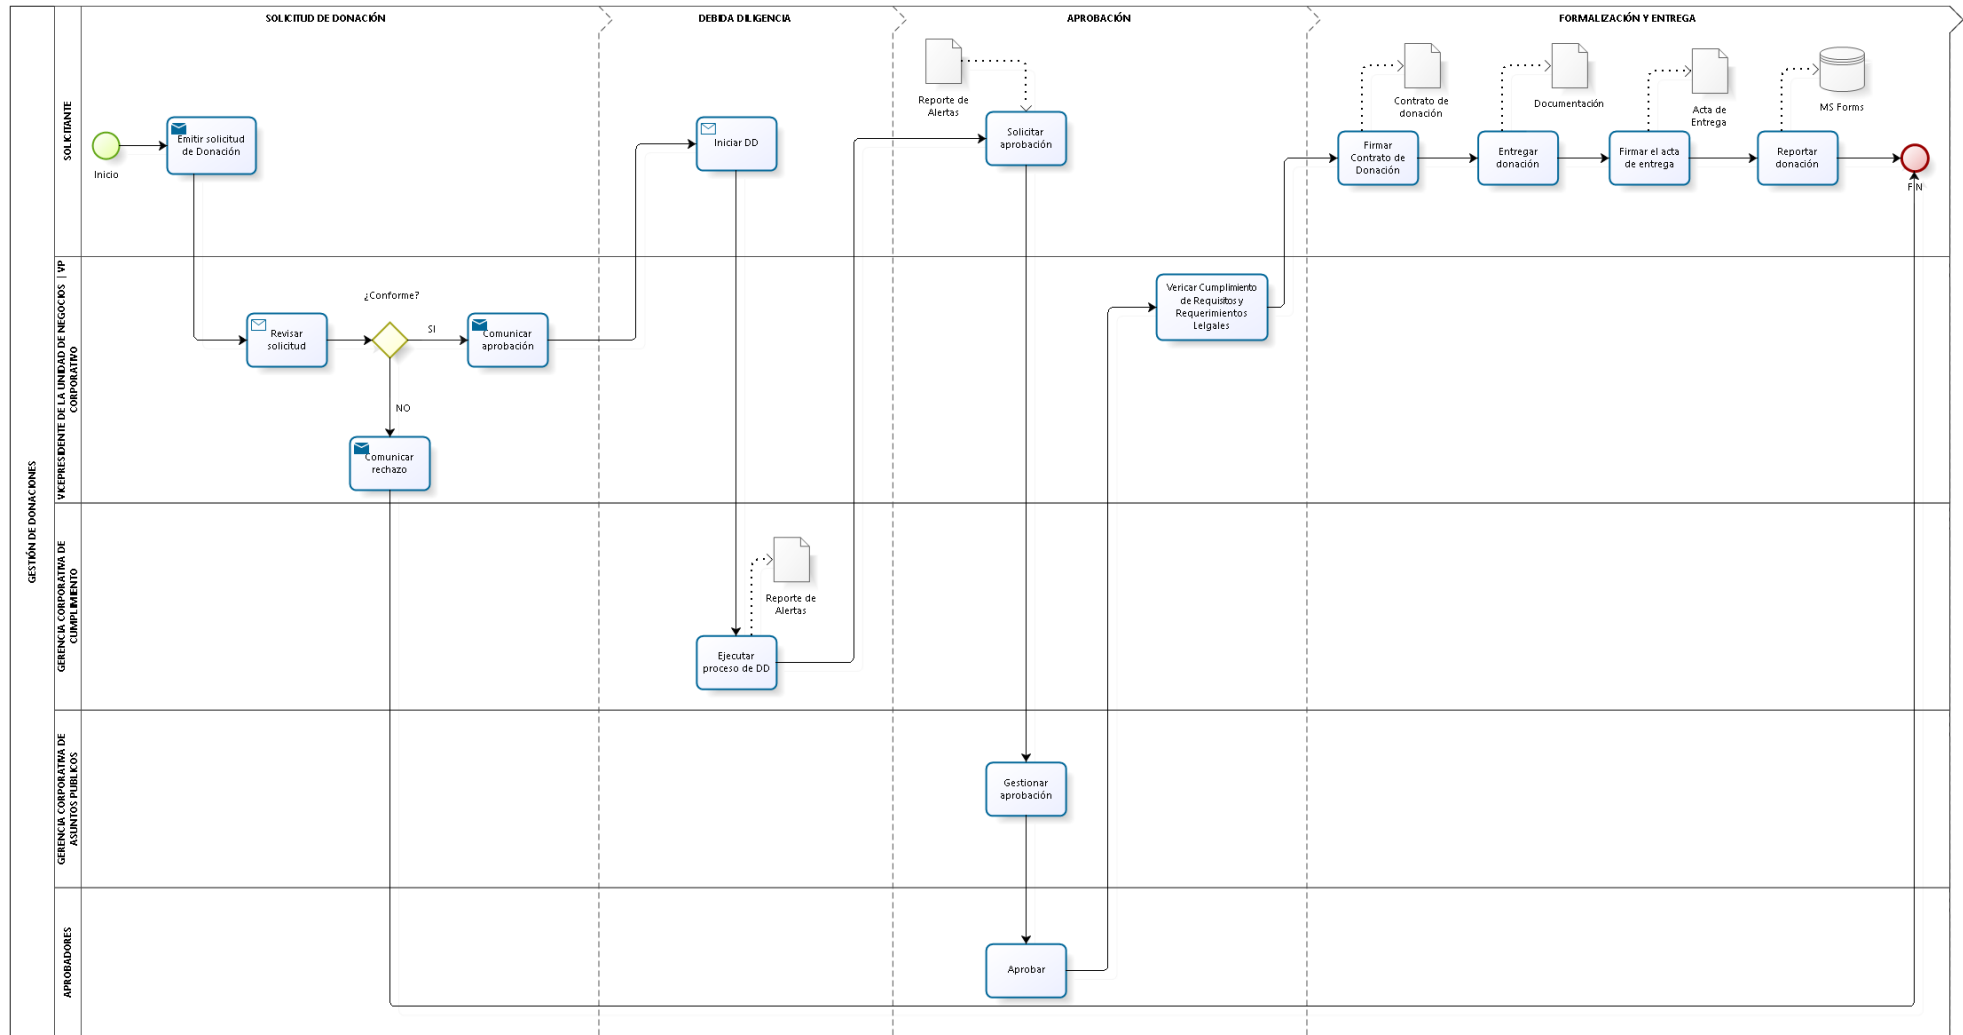 SOLICITUD DE DONACIÓN
DEBIDA DILIGENCIA
APROBACIÓN
FORMALIZACIÓN Y ENTREGA
GESTIÓN DE DONACIONES
SOLICITANTE
Inicio
Emitir solicitud
de Donación
Iniciar DD
Reporte de
Alertas
Solicitar
aprobación
Contrato de
donación
Documentación
Acta de
Entrega
MS Forms
Firmar
Contrato de
Donación
Entregar
donación
Firmar el acta
de entrega
Reportar
donación
FIN
VICEPRESIDENTE DE LA UNIDAD DE NEGOCIOS | VP
CORPORATIVO
¿Conforme?
Revisar
solicitud
SI
Comunicar
aprobación
NO
Comunicar
rechazo
Vericar Cumplimiento
de Requisitos y
Requerimientos
Lelgales
GERENCIA CORPORATIVA DE
CUMPLIMIENTO
Reporte de
Alertas
Ejecutar
proceso de DD
GERENCIA CORPORATIVA DE
ASUNTOS PUBLICOS
Gestionar
aprobación
APROBADORES
Aprobar